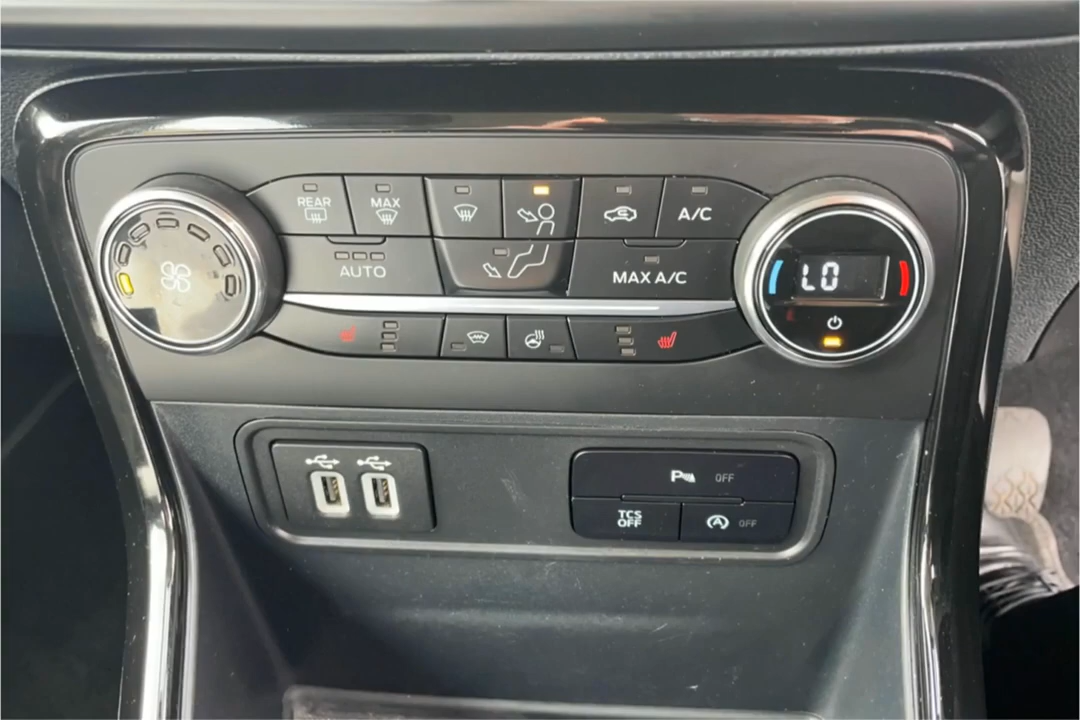 REAR
MAX
A/C
AUTO
MAX A/C
LO
OFF
TCS
OFF
A OFF